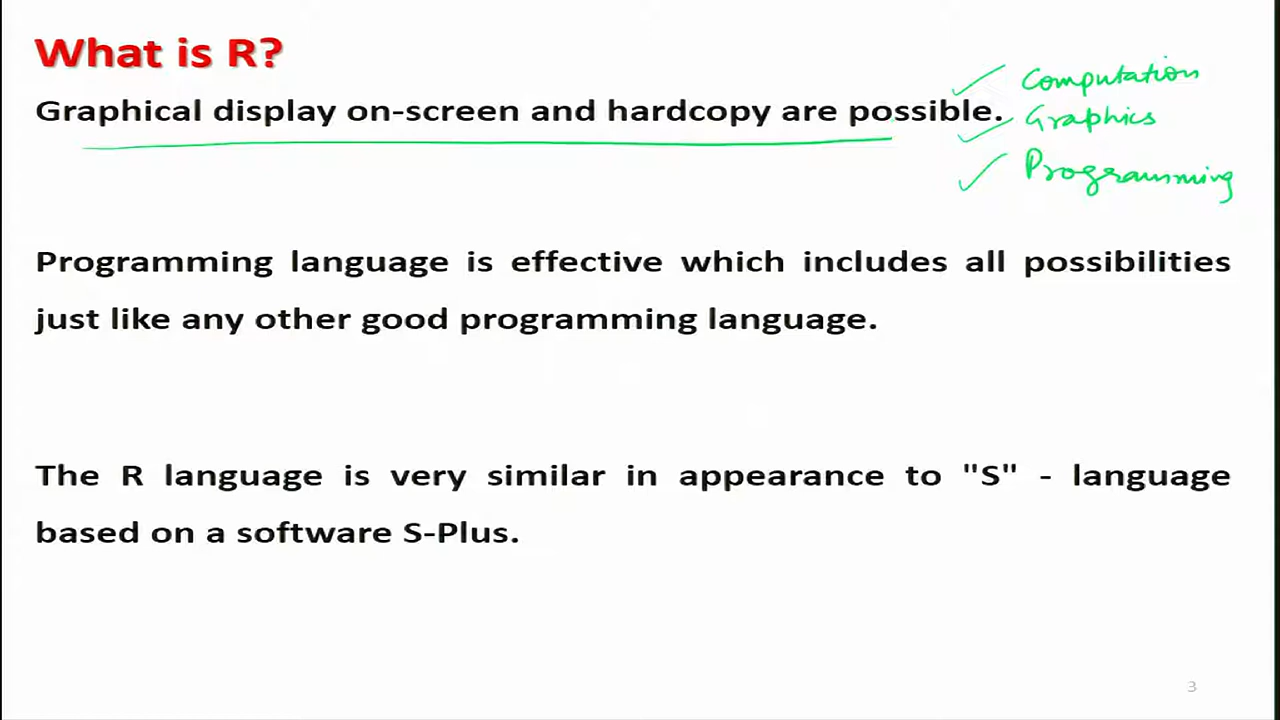 What is R?
Computation
Graphical display on-screen and hardcopy are possible.
Graphics
Programming
Programming language is effective which includes all possibilities
just like any other good programming language.
The R language is very similar in appearance to "S" - language
based on a software S-Plus.
3